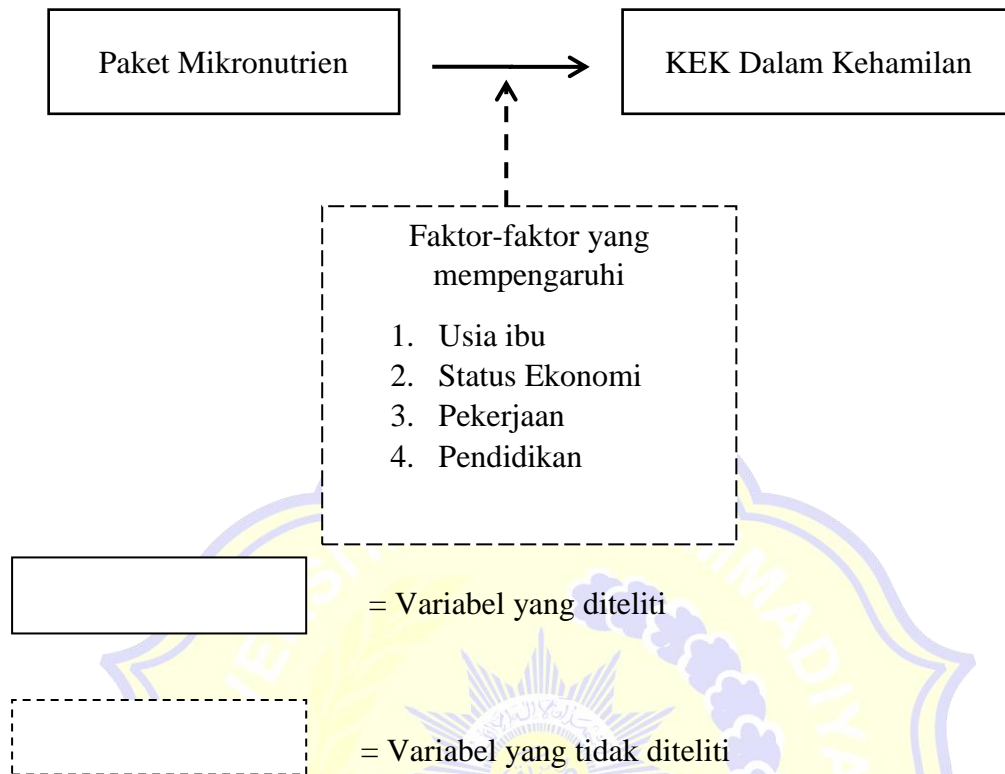 Paket Mikronutrien
KEK Dalam Kehamilan
Faktor-faktor yang
mempengaruhi
1. Usia ibu
2. Status Ekonomi
3. Pekerjaan
4. Pendidikan
= Variabel yang diteliti
= Variabel yang tidak diteliti